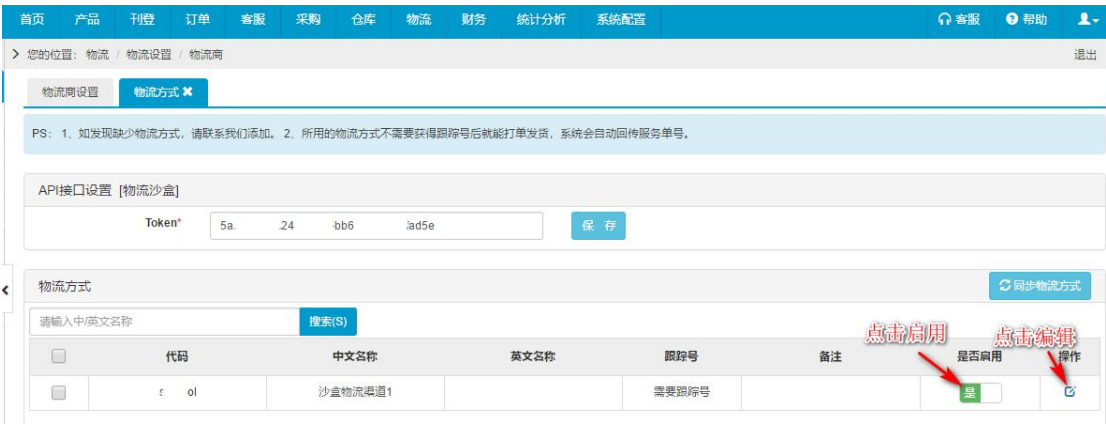 首页 产品 刊登 订单 客服 采购 仓库 物流 财务 统计分析 系统配置 客服 帮助
您的位置: 物流 / 物流设置 / 物流商 退出
物流商设置 物流方式
PS: 1、如发现缺少物流方式, 请联系我们添加。2、所用的物流方式不需要获得跟踪号后就能打单发货, 系统会自动回传服务单号。
API接口设置 [物流沙盒]
Token* 5a. .24 -bb6 /ad5e 保 存
物流方式 同步物流方式
请输入中/英文名称 搜索(S)
点击启用 点击编辑
代码 中文名称 英文名称 跟踪号 备注 是否启用 操作
s ol 沙盒物流渠道1 需要跟踪号 是